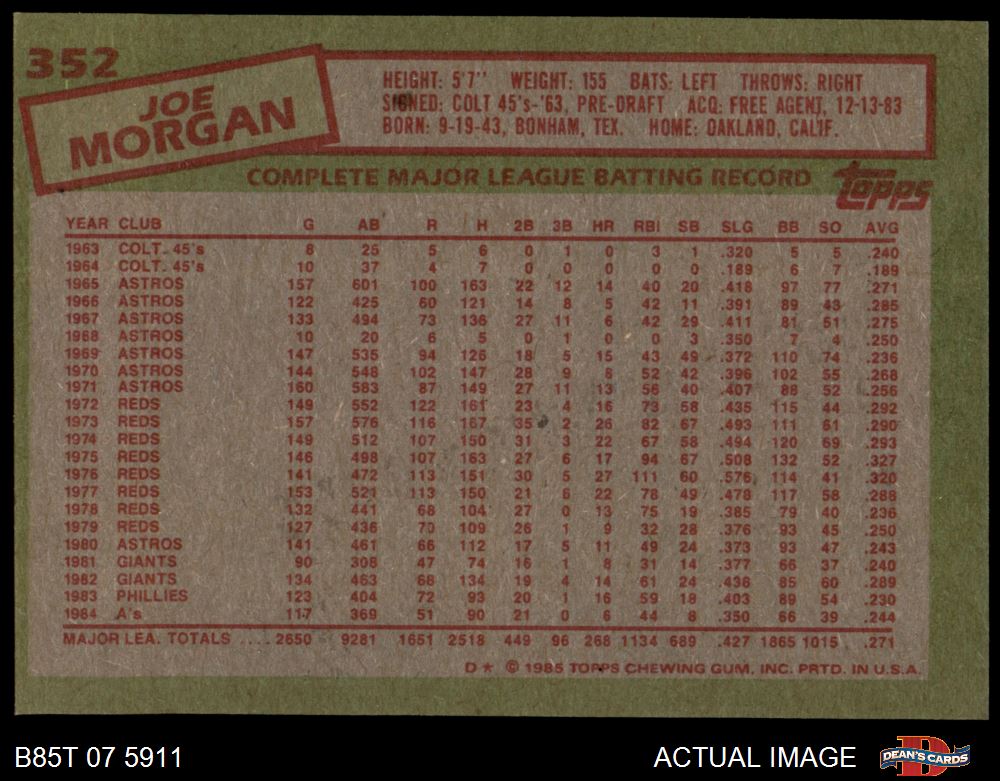 352
JOE
MORGAN
HEIGHT: 5'7" WEIGHT: 155 BATS: LEFT THROWS: RIGHT
SIGNED: COLT 45's-'63, PRE-DRAFT ACQ: FREE AGENT, 12-13-83
BORN: 9-19-43, BONHAM, TEX. HOME: OAKLAND, CALIF.
COMPLETE MAJOR LEAGUE BATTING RECORD
topps
YEAR CLUB G AB R H 2B 3B HR RBI SB SLG BB SO AVG
1963 COLT. 45's 8 25 5 6 0 1 0 3 1 .320 5 5 .240
1964 COLT. 45's 10 37 4 7 0 0 0 0 0 .189 6 7 .189
1965 ASTROS 157 601 100 163 22 12 14 40 20 .418 97 77 .271
1966 ASTROS 122 425 60 121 14 8 5 42 11 .391 89 43 .285
1967 ASTROS 133 494 73 136 27 11 6 42 29 .411 81 51 .275
1968 ASTROS 10 20 6 5 0 1 0 0 3 .350 7 4 .250
1969 ASTROS 147 535 94 126 18 5 15 43 49 .372 110 74 .236
1970 ASTROS 144 548 102 147 28 9 8 52 42 .396 102 55 .268
1971 ASTROS 160 583 87 149 27 11 13 56 40 .407 88 52 .256
1972 REDS 149 552 122 161 23 4 16 73 58 .435 115 44 .292
1973 REDS 157 576 116 167 35 2 26 82 67 .493 111 61 .290
1974 REDS 149 512 107 150 31 3 22 67 58 .494 120 69 .293
1975 REDS 146 498 107 163 27 6 17 94 67 .508 132 52 .327
1976 REDS 141 472 113 151 30 5 27 111 60 .576 114 41 .320
1977 REDS 153 521 113 150 21 6 22 78 49 .478 117 58 .288
1978 REDS 132 441 68 104 27 0 13 75 19 .385 79 40 .236
1979 REDS 127 436 70 109 26 1 9 32 28 .376 93 45 .250
1980 ASTROS 141 461 66 112 17 5 11 49 24 .373 93 47 .243
1981 GIANTS 90 308 47 74 16 1 8 31 14 .377 66 37 .240
1982 GIANTS 134 463 68 134 19 4 14 61 24 .438 85 60 .289
1983 PHILLIES 123 404 72 93 20 1 16 59 18 .403 89 54 .230
1984 A's 117 369 51 90 21 0 6 44 8 .350 66 39 .244
MAJOR LEA. TOTALS ... 2650 9281 1651 2518 449 96 268 1134 689 .427 1865 1015 .271
D★ © 1985 TOPPS CHEWING GUM, INC. PRTD. IN U.S.A.
B85T 07 5911 ACTUAL IMAGE DEAN'S CARDS